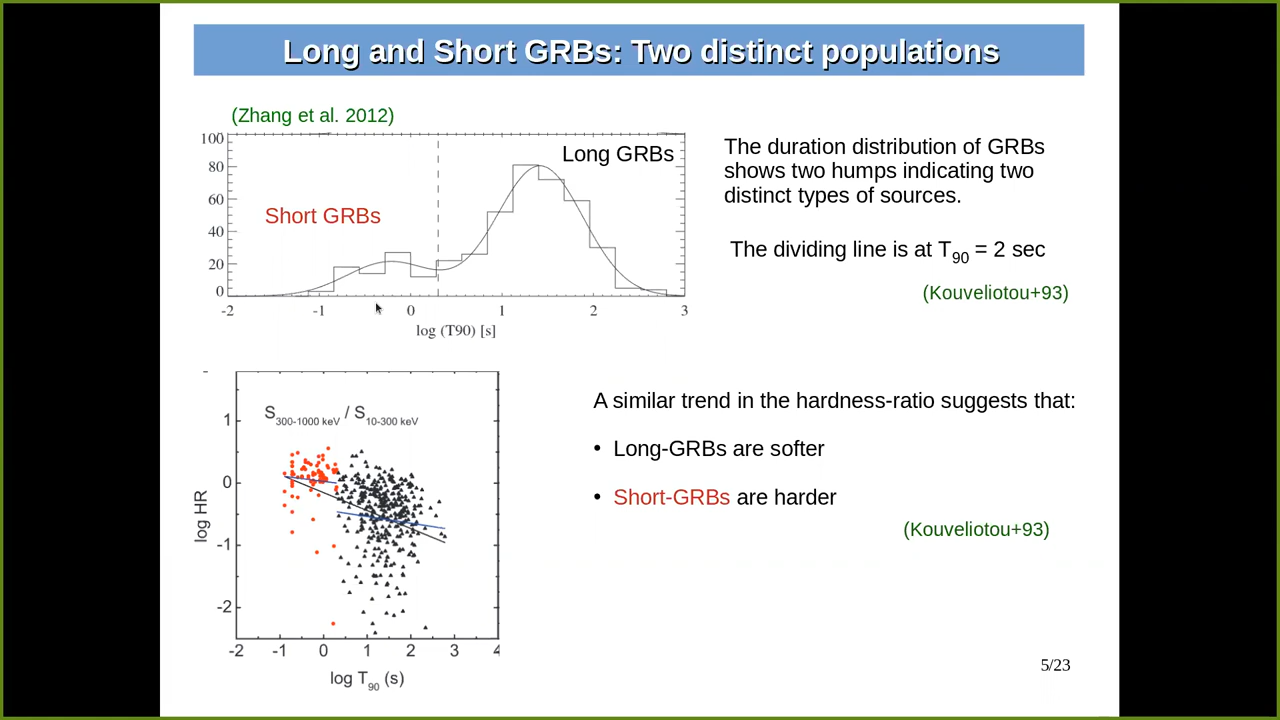 Long and Short GRBs: Two distinct populations
(Zhang et al. 2012)
100
80
60
40
20
0
Long GRBs
Short GRBs
-2 -1 0 1 2 3
log (T90) [s]
The duration distribution of GRBs
shows two humps indicating two
distinct types of sources.
The dividing line is at T90 = 2 sec
(Kouveliotou+93)
S300-1000 keV / S10-300 keV
1
0
-1
-2
log HR
-2 -1 0 1 2 3 4
log T90 (s)
A similar trend in the hardness-ratio suggests that:
• Long-GRBs are softer
• Short-GRBs are harder
(Kouveliotou+93)
5/23